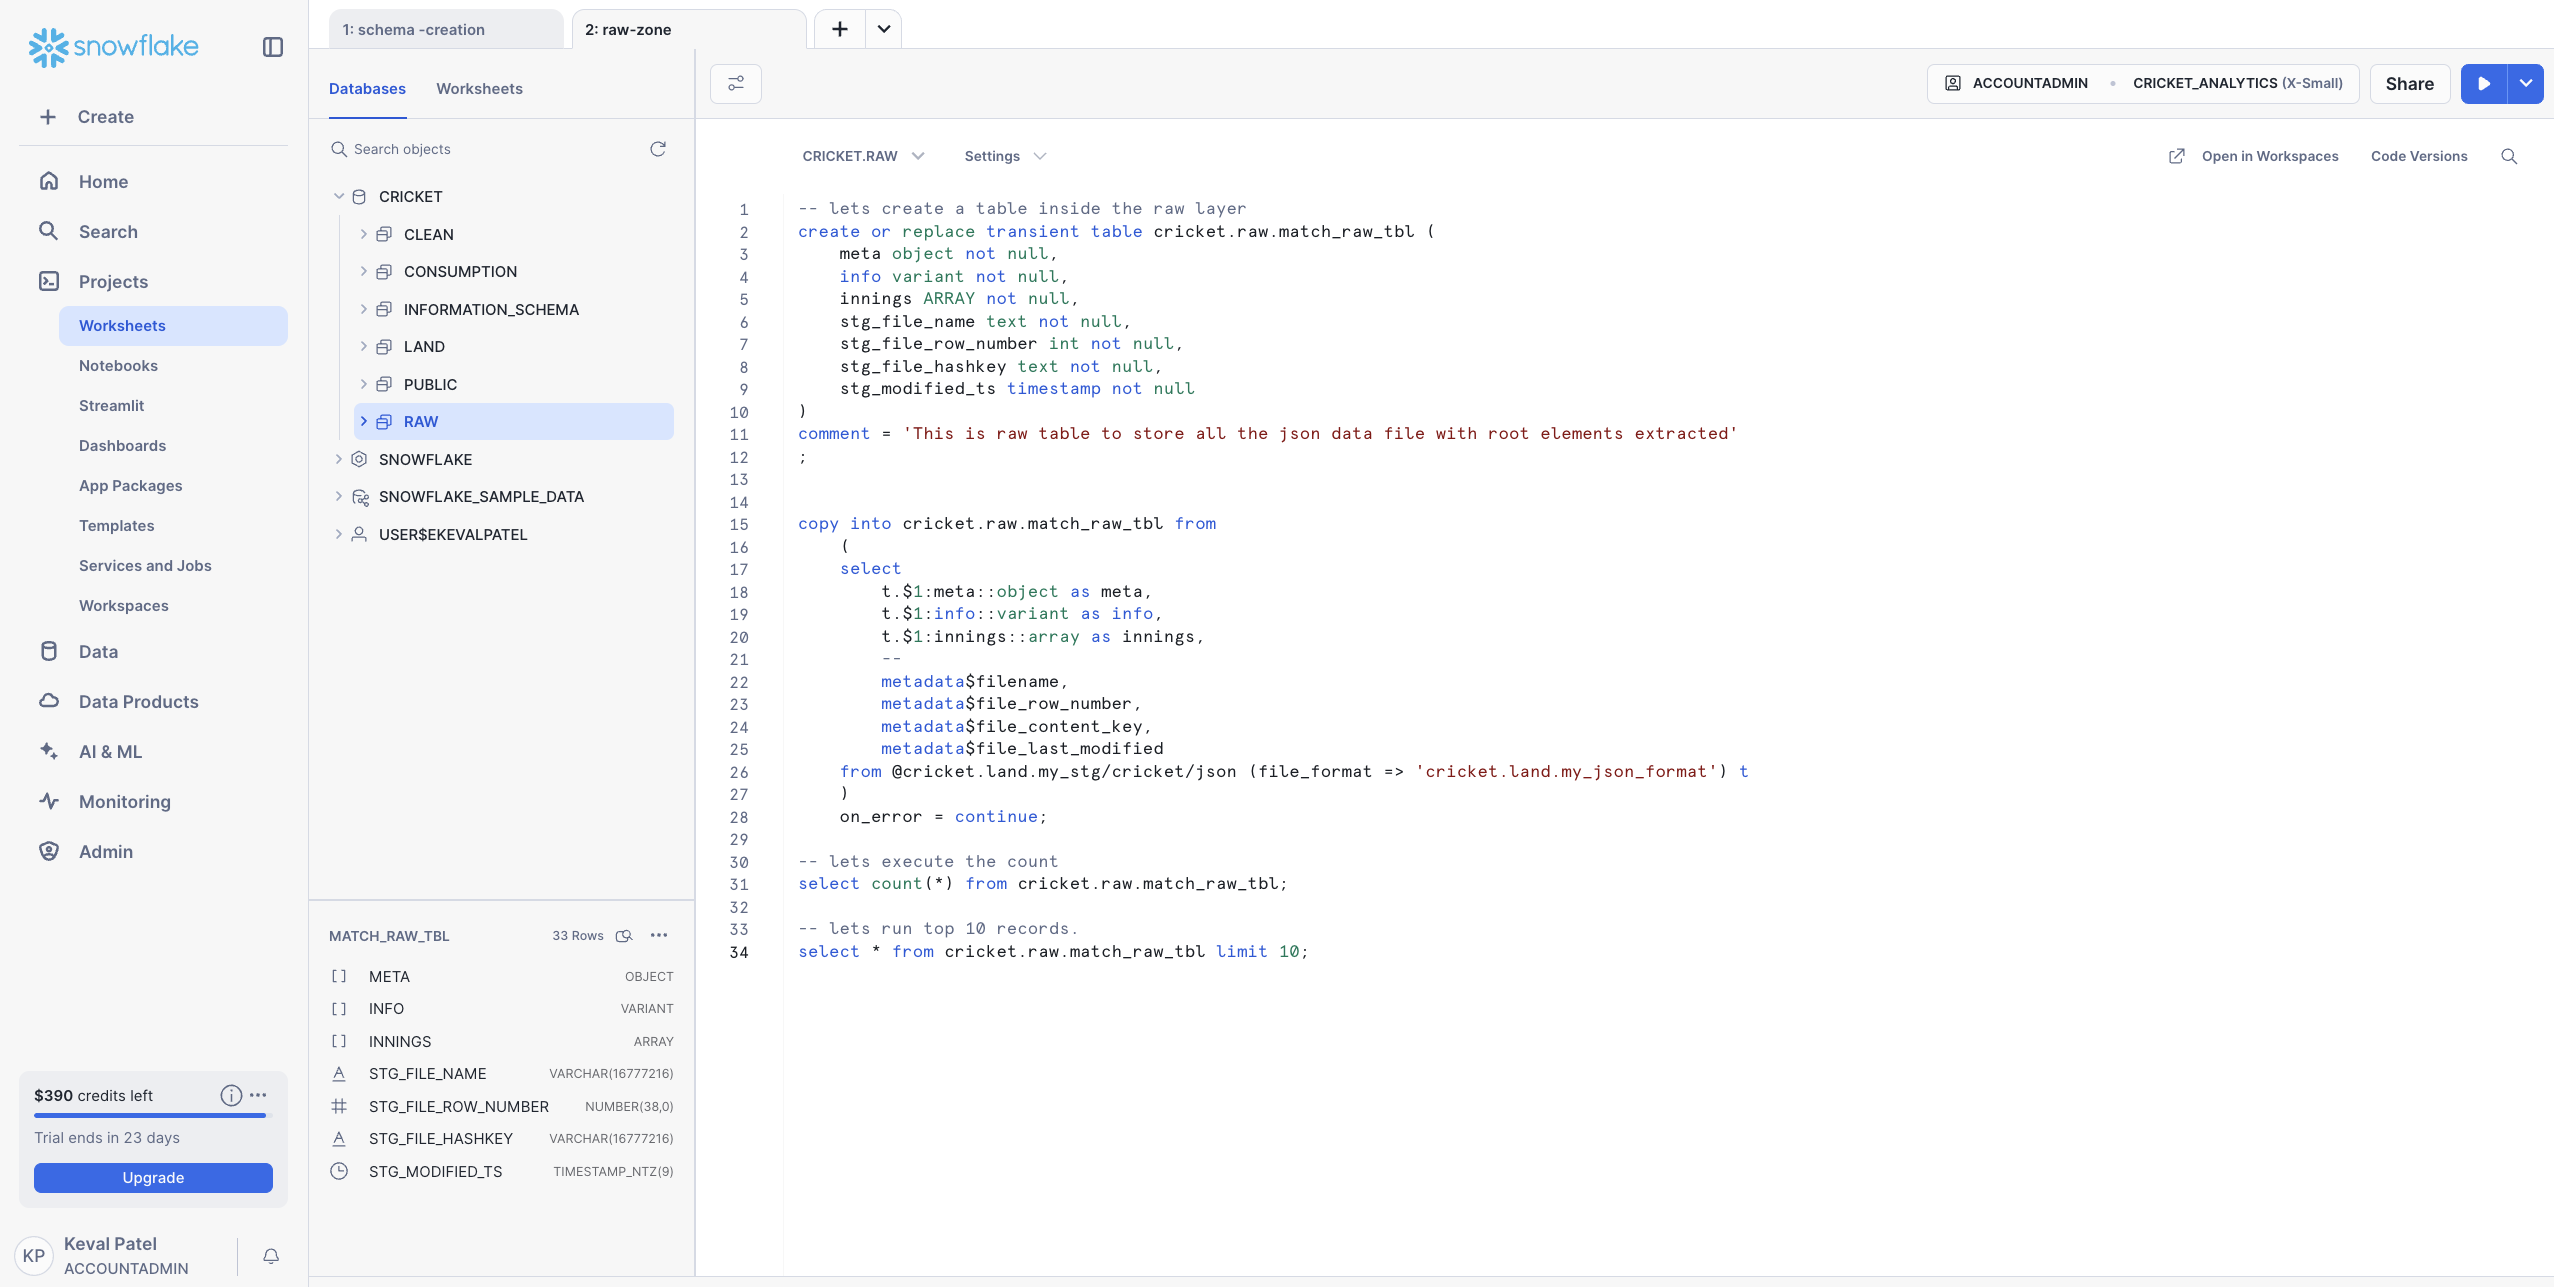 snowflake
Create
Home
Search
Projects
Worksheets
Notebooks
Streamlit
Dashboards
App Packages
Templates
Services and Jobs
Workspaces
Data
Data Products
AI & ML
Monitoring
Admin
$390 credits left
Trial ends in 23 days
Upgrade
KP
Keval Patel
ACCOUNTADMIN
1: schema -creation
2: raw-zone
Databases Worksheets
Search objects
CRICKET
CLEAN
CONSUMPTION
INFORMATION_SCHEMA
LAND
PUBLIC
RAW
SNOWFLAKE
SNOWFLAKE_SAMPLE_DATA
USER$EKEVALPATEL
MATCH_RAW_TBL 33 Rows
META OBJECT
INFO VARIANT
INNINGS ARRAY
STG_FILE_NAME VARCHAR(16777216)
STG_FILE_ROW_NUMBER NUMBER(38,0)
STG_FILE_HASHKEY VARCHAR(16777216)
STG_MODIFIED_TS TIMESTAMP_NTZ(9)
ACCOUNTADMIN • CRICKET_ANALYTICS (X-Small) Share
CRICKET.RAW Settings Open in Workspaces Code Versions
1 -- lets create a table inside the raw layer
2 create or replace transient table cricket.raw.match_raw_tbl (
3     meta object not null,
4     info variant not null,
5     innings ARRAY not null,
6     stg_file_name text not null,
7     stg_file_row_number int not null,
8     stg_file_hashkey text not null,
9     stg_modified_ts timestamp not null
10 )
11 comment = 'This is raw table to store all the json data file with root elements extracted'
12 ;
13
14
15 copy into cricket.raw.match_raw_tbl from
16     (
17     select
18         t.$1:meta::object as meta,
19         t.$1:info::variant as info,
20         t.$1:innings::array as innings,
21         --
22         metadata$filename,
23         metadata$file_row_number,
24         metadata$file_content_key,
25         metadata$file_last_modified
26     from @cricket.land.my_stg/cricket/json (file_format => 'cricket.land.my_json_format') t
27     )
28     on_error = continue;
29
30 -- lets execute the count
31 select count(*) from cricket.raw.match_raw_tbl;
32
33 -- lets run top 10 records.
34 select * from cricket.raw.match_raw_tbl limit 10;